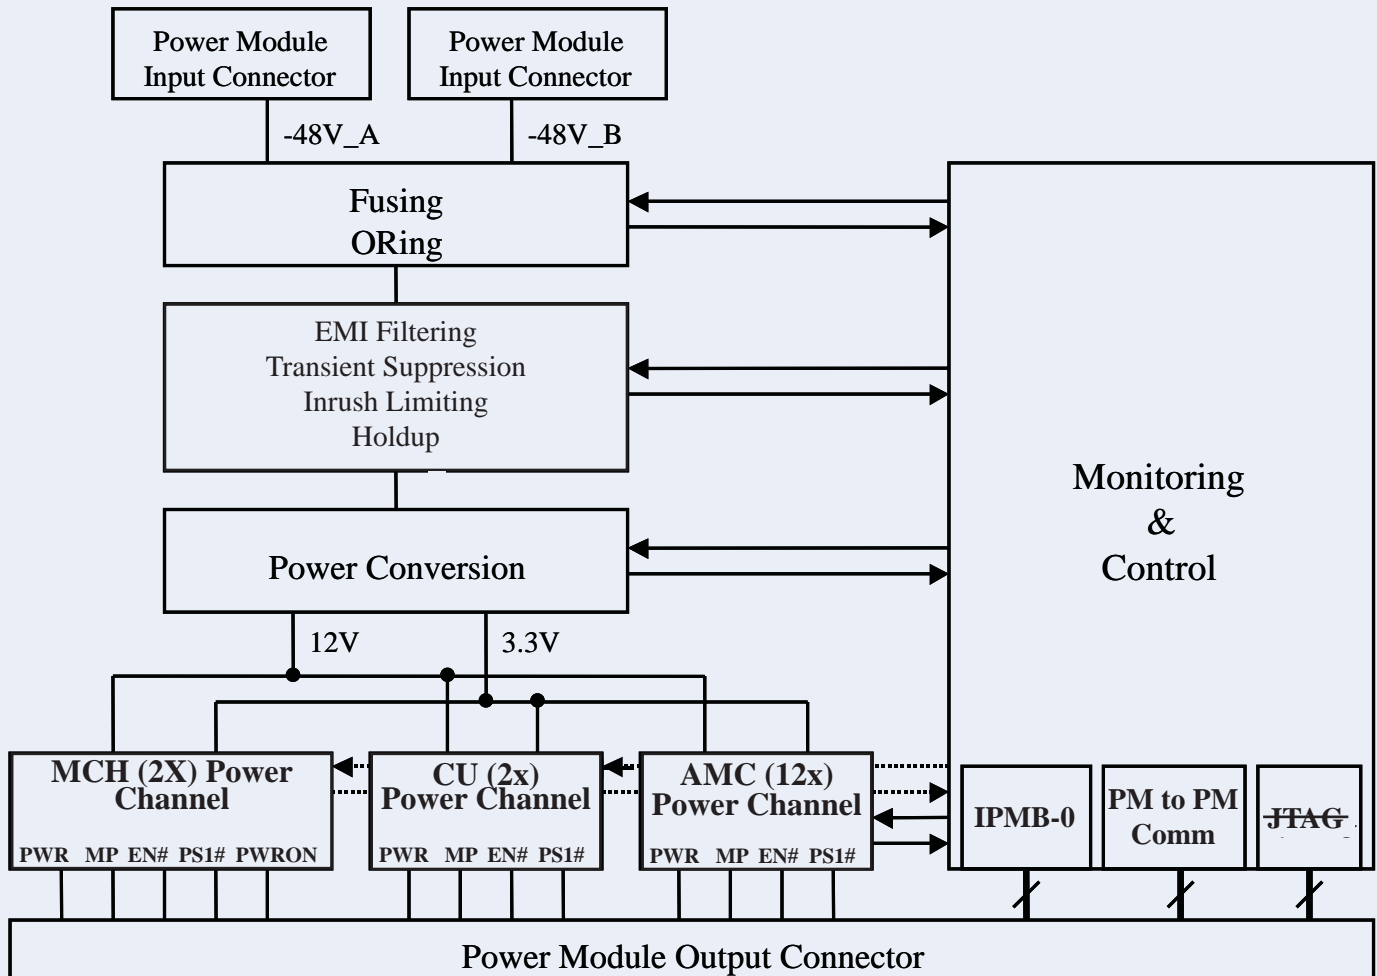 Power Module
Input Connector
Power Module
Input Connector
-48V_A
-48V_B
Fusing
ORing
EMI Filtering
Transient Suppression
Inrush Limiting
Holdup
Monitoring
&
Control
Power Conversion
12V
3.3V
MCH (2X) Power
Channel
PWR MP EN# PS1# PWRON
CU (2x)
Power Channel
PWR MP EN# PS1#
AMC (12x)
Power Channel
PWR MP EN# PS1#
IPMB-0
PM to PM
Comm
JTAG
Power Module Output Connector